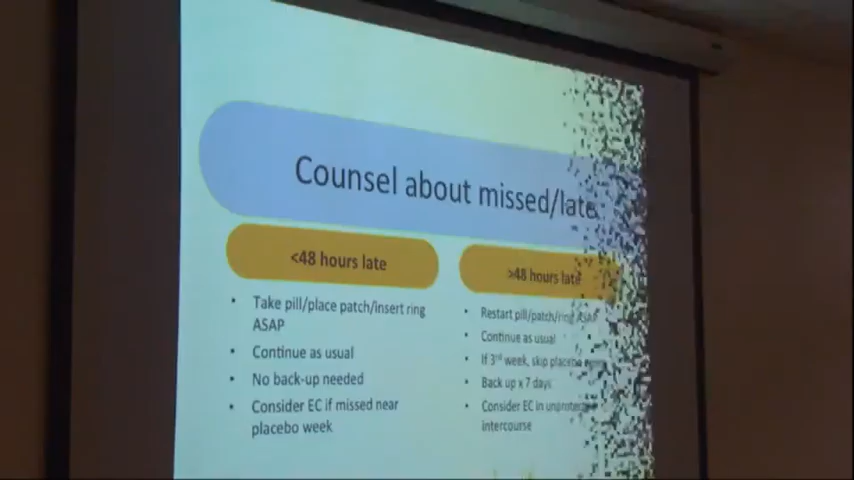 Counsel about missed/late
<48 hours late
• Take pill/place patch/insert ring
ASAP
• Continue as usual
• No back-up needed
• Consider EC if missed near
placebo week
>48 hours late
• Restart pill/patch/ring ASAP
• Continue as usual
• If 3rd week, skip placebo
• Back up x 7 days
• Consider EC in unprotected
intercourse